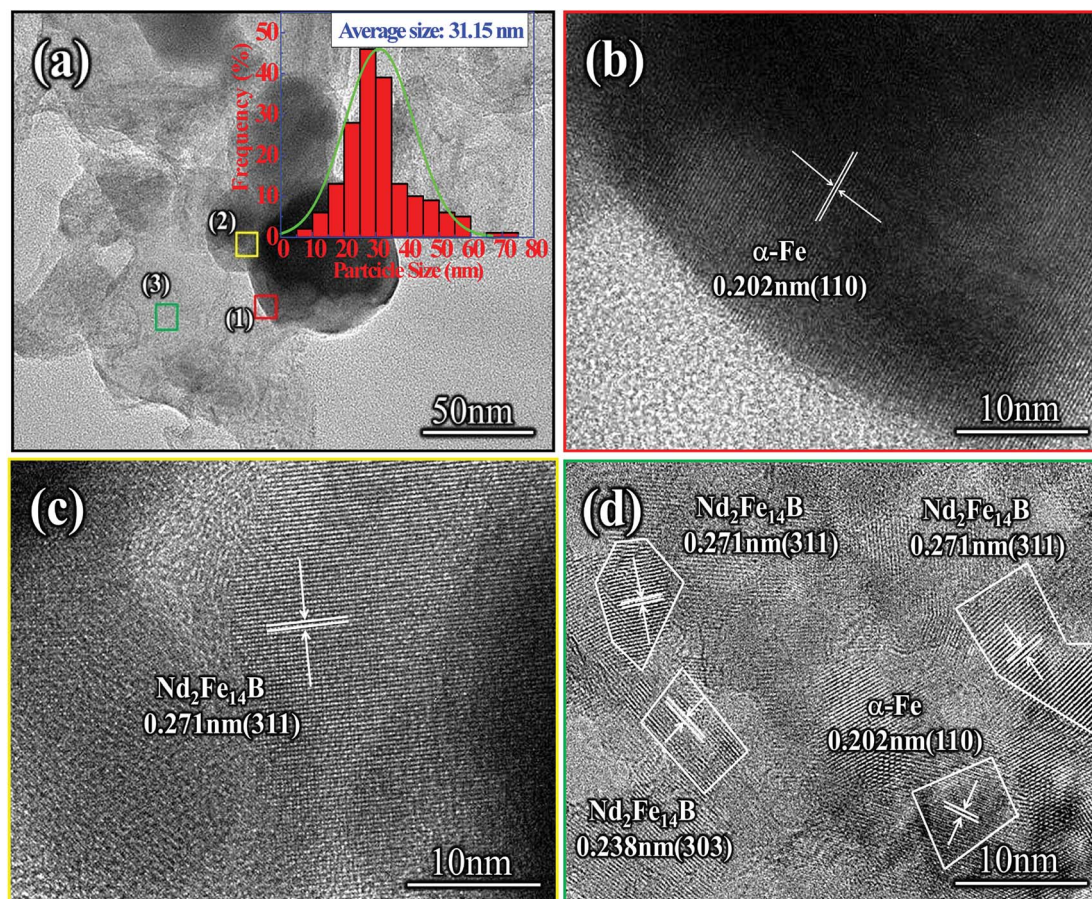 (a)
Average size: 31.15 nm
Frequency (%)
50
40
30
20
10
0
0 10 20 30 40 50 60 70 80
Partcicle Size (nm)
(2)
(3)
(1)
50nm
(b)
α-Fe
0.202nm(110)
10nm
(c)
Nd₂Fe₁₄B
0.271nm(311)
10nm
(d)
Nd₂Fe₁₄B
0.271nm(311)
Nd₂Fe₁₄B
0.271nm(311)
α-Fe
0.202nm(110)
Nd₂Fe₁₄B
0.238nm(303)
10nm